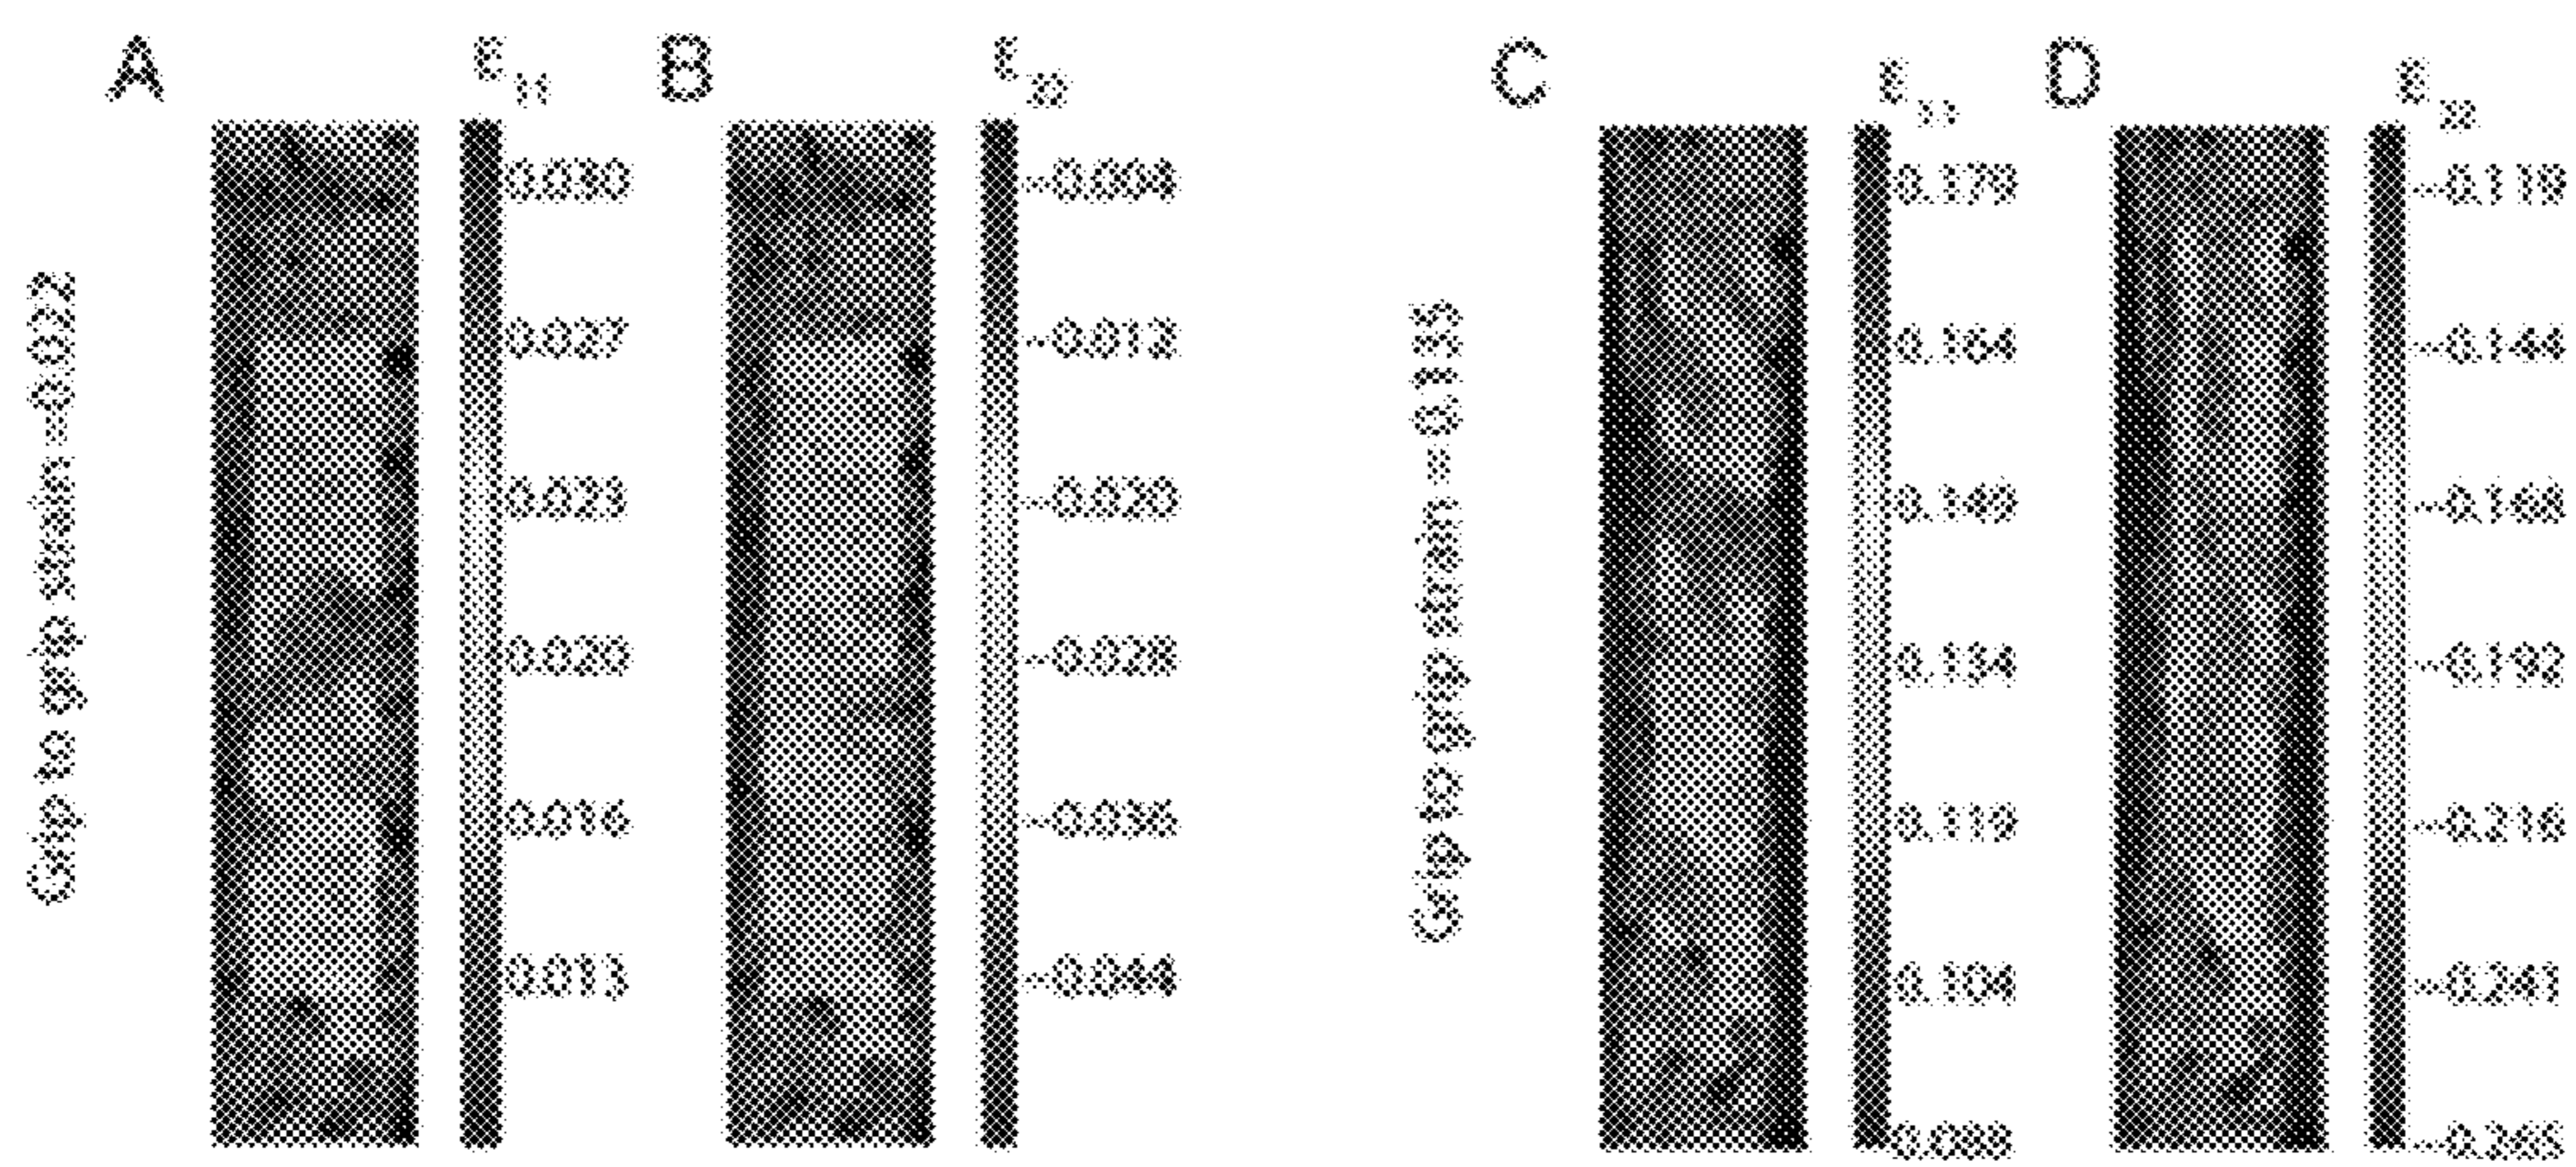 A
ε11
0.030
0.027
0.023
0.020
0.016
0.013
B
ε22
-0.004
-0.012
-0.020
-0.028
-0.036
-0.044
Grip to grip strain = 0.022
C
ε11
0.179
0.164
0.149
0.134
0.119
0.104
0.088
D
ε22
-0.119
-0.144
-0.168
-0.192
-0.216
-0.241
-0.265
Grip to grip strain = 0.135